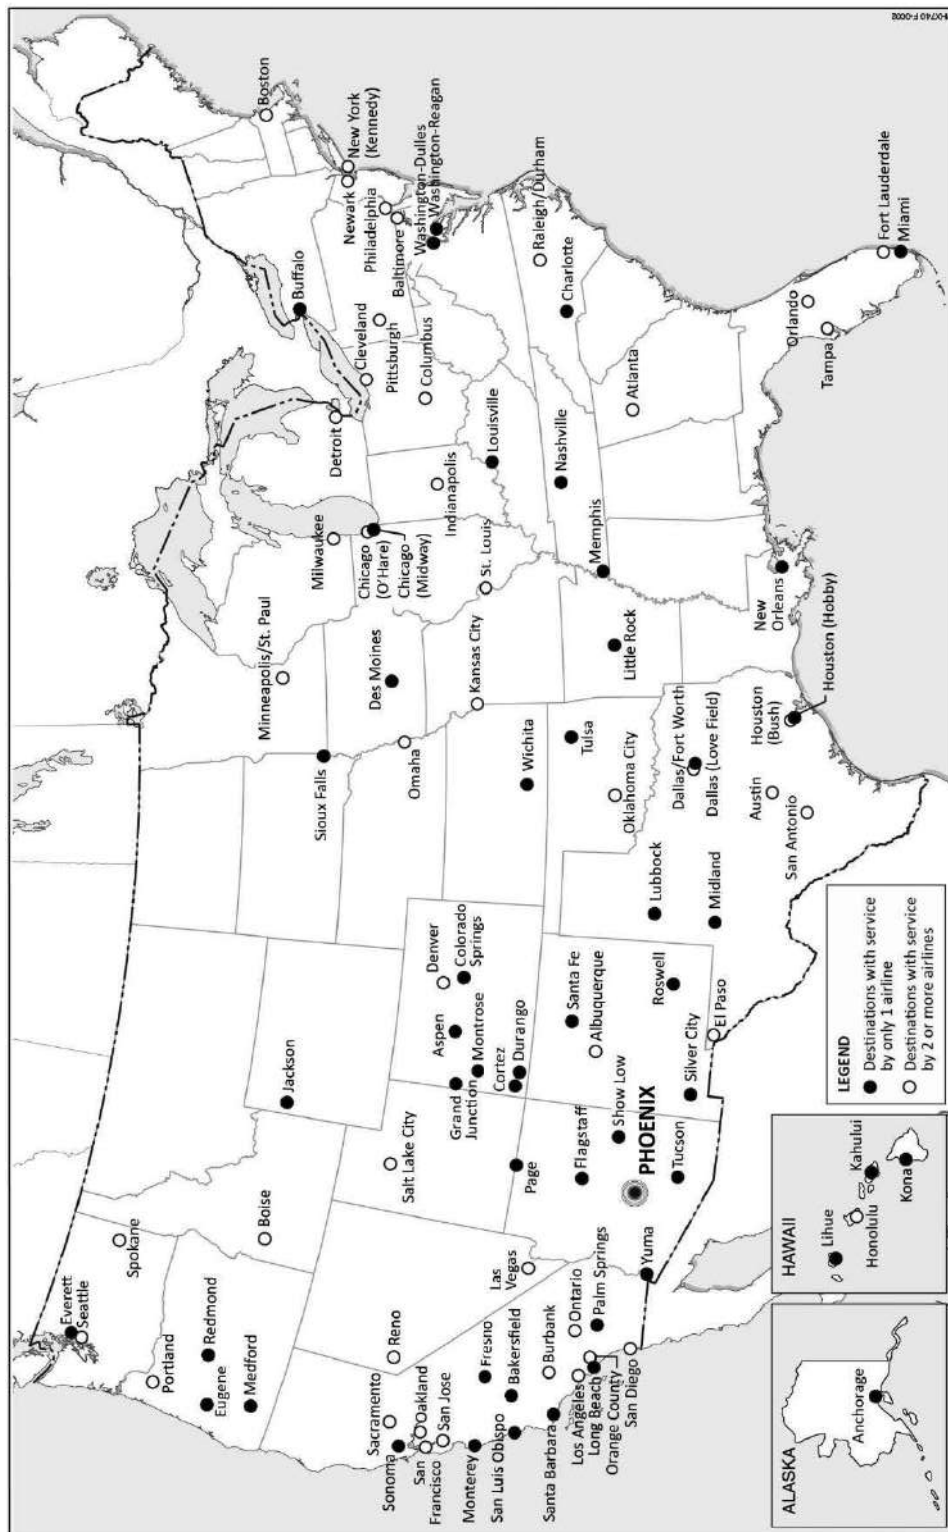 Everett
Seattle
Spokane
Portland
Redmond
Eugene
Medford
Boise
Jackson
Sioux Falls
Minneapolis/St. Paul
Milwaukee
Detroit
Buffalo
Boston
New York
(Kennedy)
Newark
Philadelphia
Baltimore
Washington-Dulles
Washington-Reagan
Cleveland
Pittsburgh
Columbus
Indianapolis
Chicago
(O'Hare)
Chicago
(Midway)
Des Moines
Omaha
Salt Lake City
Reno
Sacramento
Sonoma
Oakland
San
Francisco
San Jose
Monterey
Fresno
San Luis Obispo
Bakersfield
Las
Vegas
Page
Grand
Junction
Aspen
Montrose
Denver
Colorado
Springs
Cortez
Durango
Wichita
Kansas City
St. Louis
Louisville
Nashville
Raleigh/Durham
Charlotte
Memphis
Little Rock
Tulsa
Oklahoma City
Santa Fe
Albuquerque
Flagstaff
Show Low
PHOENIX
Tucson
Yuma
Santa Barbara
Burbank
Los Angeles
Ontario
Long Beach
Palm Springs
Orange County
San Diego
Silver City
Roswell
El Paso
Lubbock
Midland
Dallas/Fort Worth
Dallas (Love Field)
Atlanta
Austin
San Antonio
Houston
(Bush)
Houston (Hobby)
New
Orleans
Orlando
Tampa
Fort Lauderdale
Miami
ALASKA
Anchorage
HAWAII
Lihue
Honolulu
Kahului
Kona
LEGEND
Destinations with service
by only 1 airline
Destinations with service
by 2 or more airlines